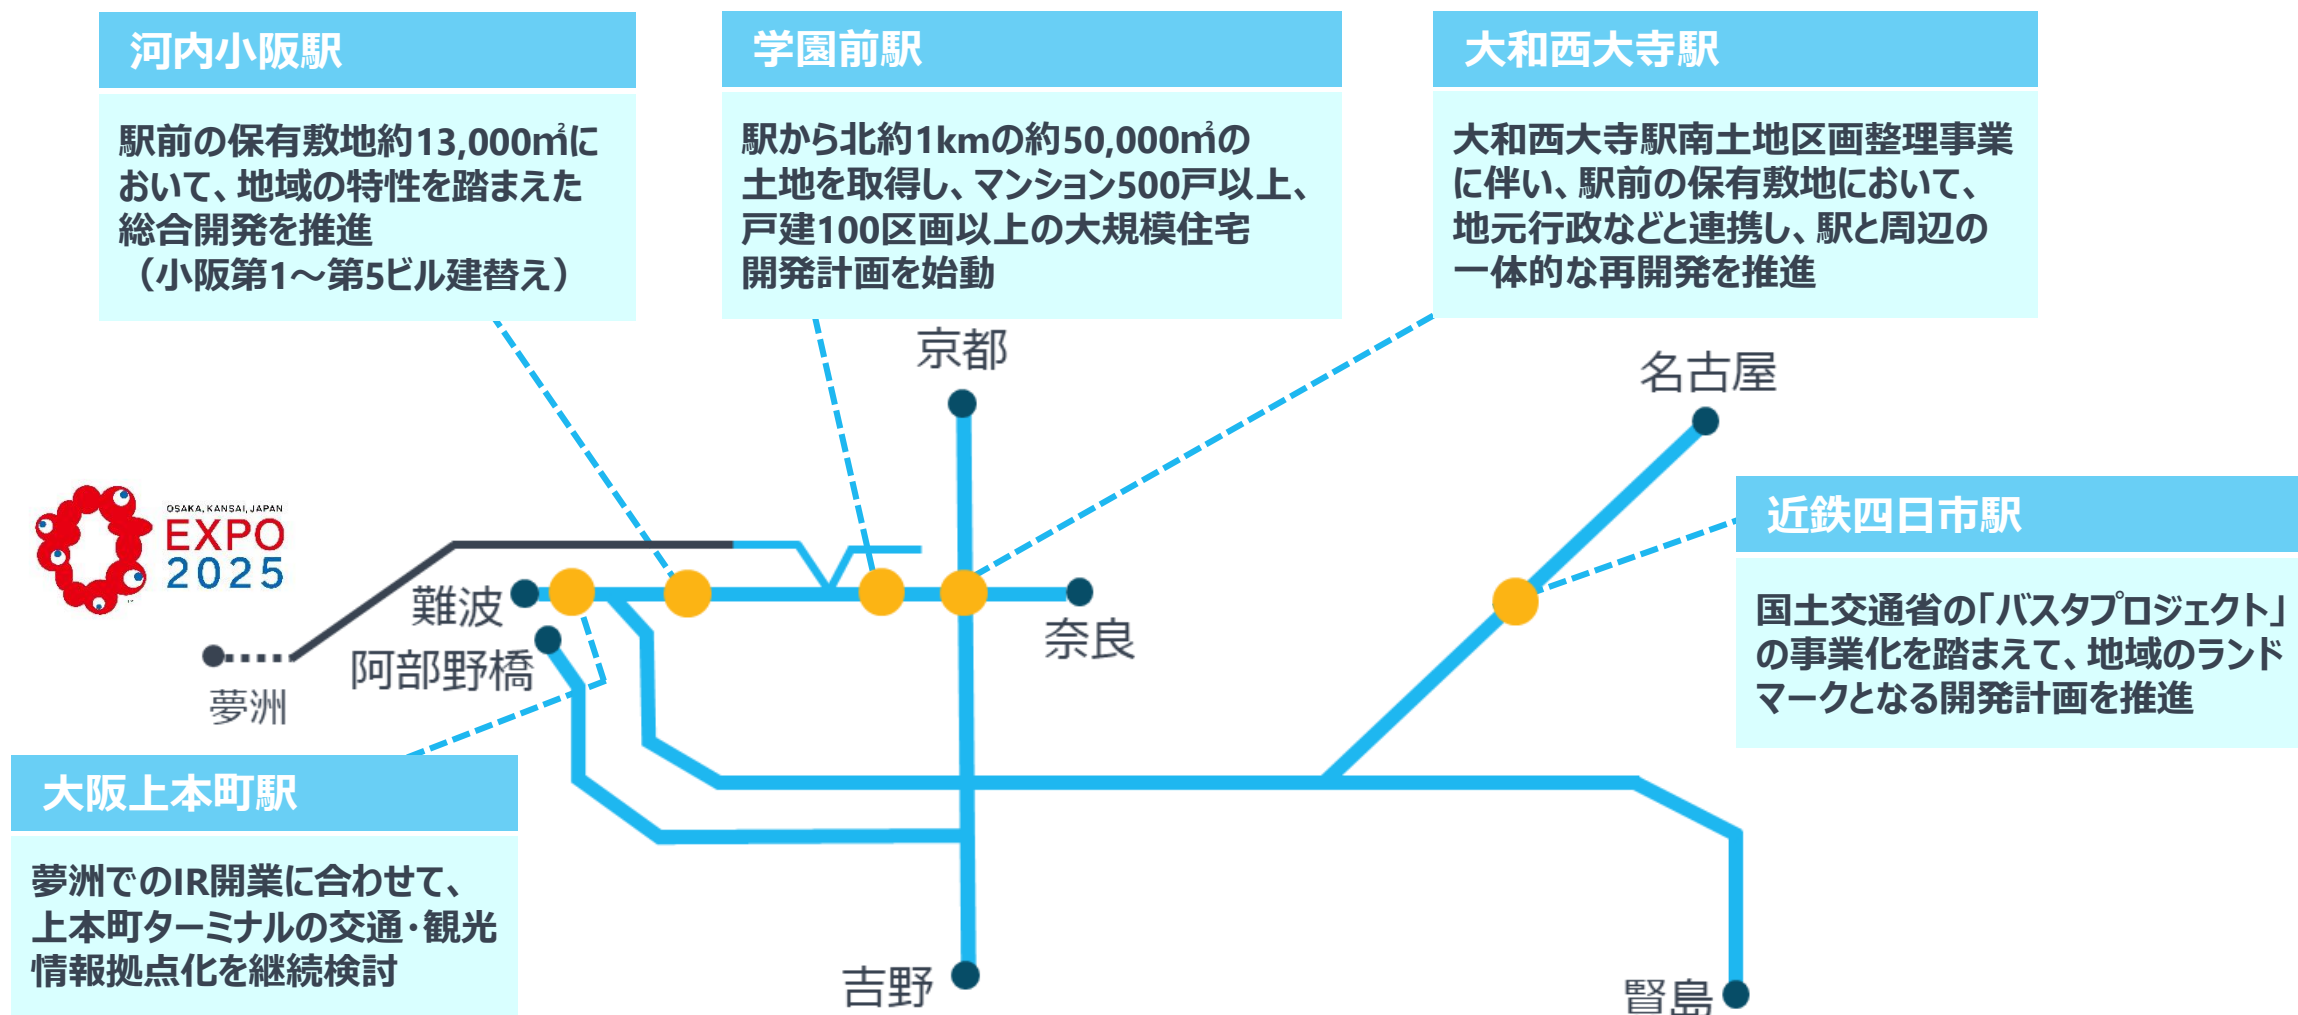 河内小阪駅
駅前の保有敷地約13,000㎡に
おいて、地域の特性を踏まえた
総合開発を推進
（小阪第1～第5ビル建替え）
学園前駅
駅から北約1kmの約50,000㎡の
土地を取得し、マンション500戸以上、
戸建100区画以上の大規模住宅
開発計画を始動
大和西大寺駅
大和西大寺駅南土地区画整理事業
に伴い、駅前の保有敷地において、
地元行政などと連携し、駅と周辺の
一体的な再開発を推進
京都
名古屋
OSAKA, KANSAI, JAPAN
EXPO
2025
難波
阿部野橋
夢洲
奈良
近鉄四日市駅
国土交通省の「バスタプロジェクト」
の事業化を踏まえて、地域のランド
マークとなる開発計画を推進
大阪上本町駅
夢洲でのIR開業に合わせて、
上本町ターミナルの交通・観光
情報拠点化を継続検討
吉野
賢島